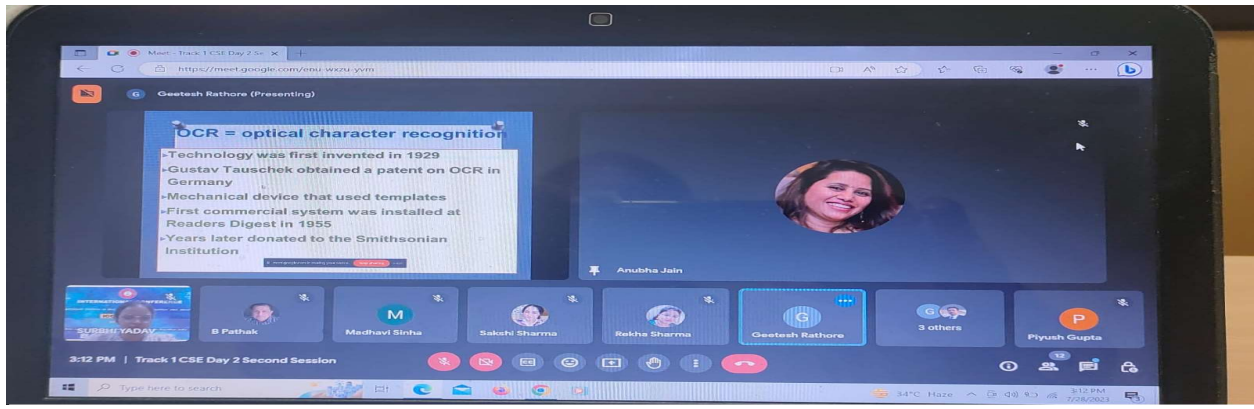 Meet - Track 1 CSE Day 2 Se
https://meet.google.com/enu-wxzu-yvm
G Geetesh Rathore (Presenting)
OCR = optical character recognition
Technology was first invented in 1929
Gustav Tauschek obtained a patent on OCR in
Germany
Mechanical device that used templates
First commercial system was installed at
Readers Digest in 1955
Years later donated to the Smithsonian
Institution
Anubha Jain
SURBHI YADAV
B Pathak
M
Madhavi Sinha
Sakshi Sharma
Rekha Sharma
G
Geetesh Rathore
G
3 others
P
Piyush Gupta
3:12 PM | Track 1 CSE Day 2 Second Session
12
Type here to search
34°C Haze
3:12 PM
7/28/2023